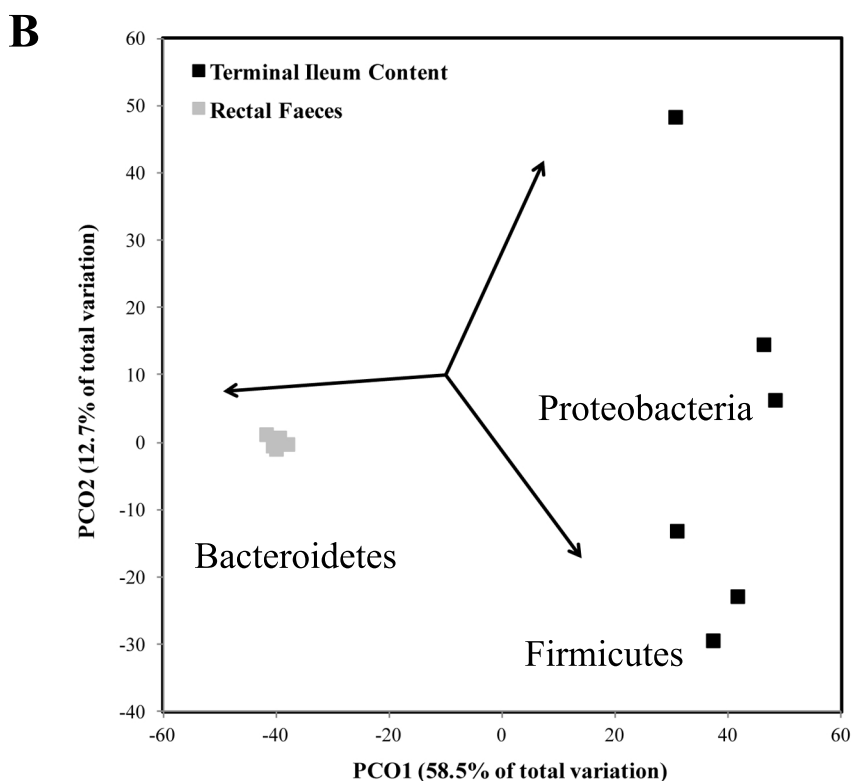 B
Terminal Ileum Content
Rectal Faeces
60
50
40
30
20
10
0
-10
-20
-30
-40
PCO2 (12.7% of total variation)
Proteobacteria
Bacteroidetes
Firmicutes
-60 -40 -20 0 20 40 60
PCO1 (58.5% of total variation)